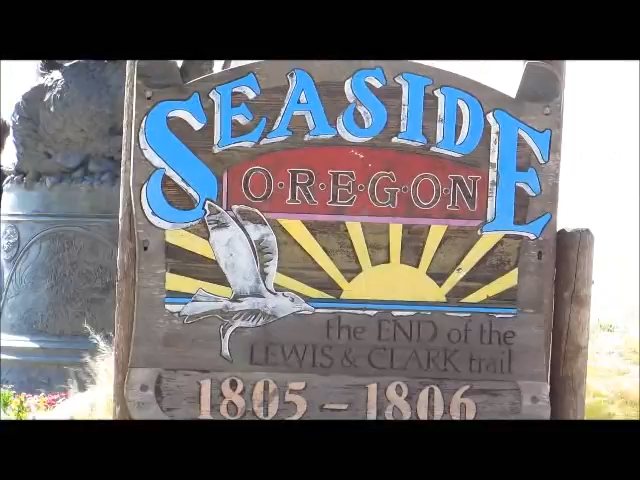 SEASIDE
O·R·E·G·O·N
the END of the
LEWIS & CLARK trail
1805 – 1806